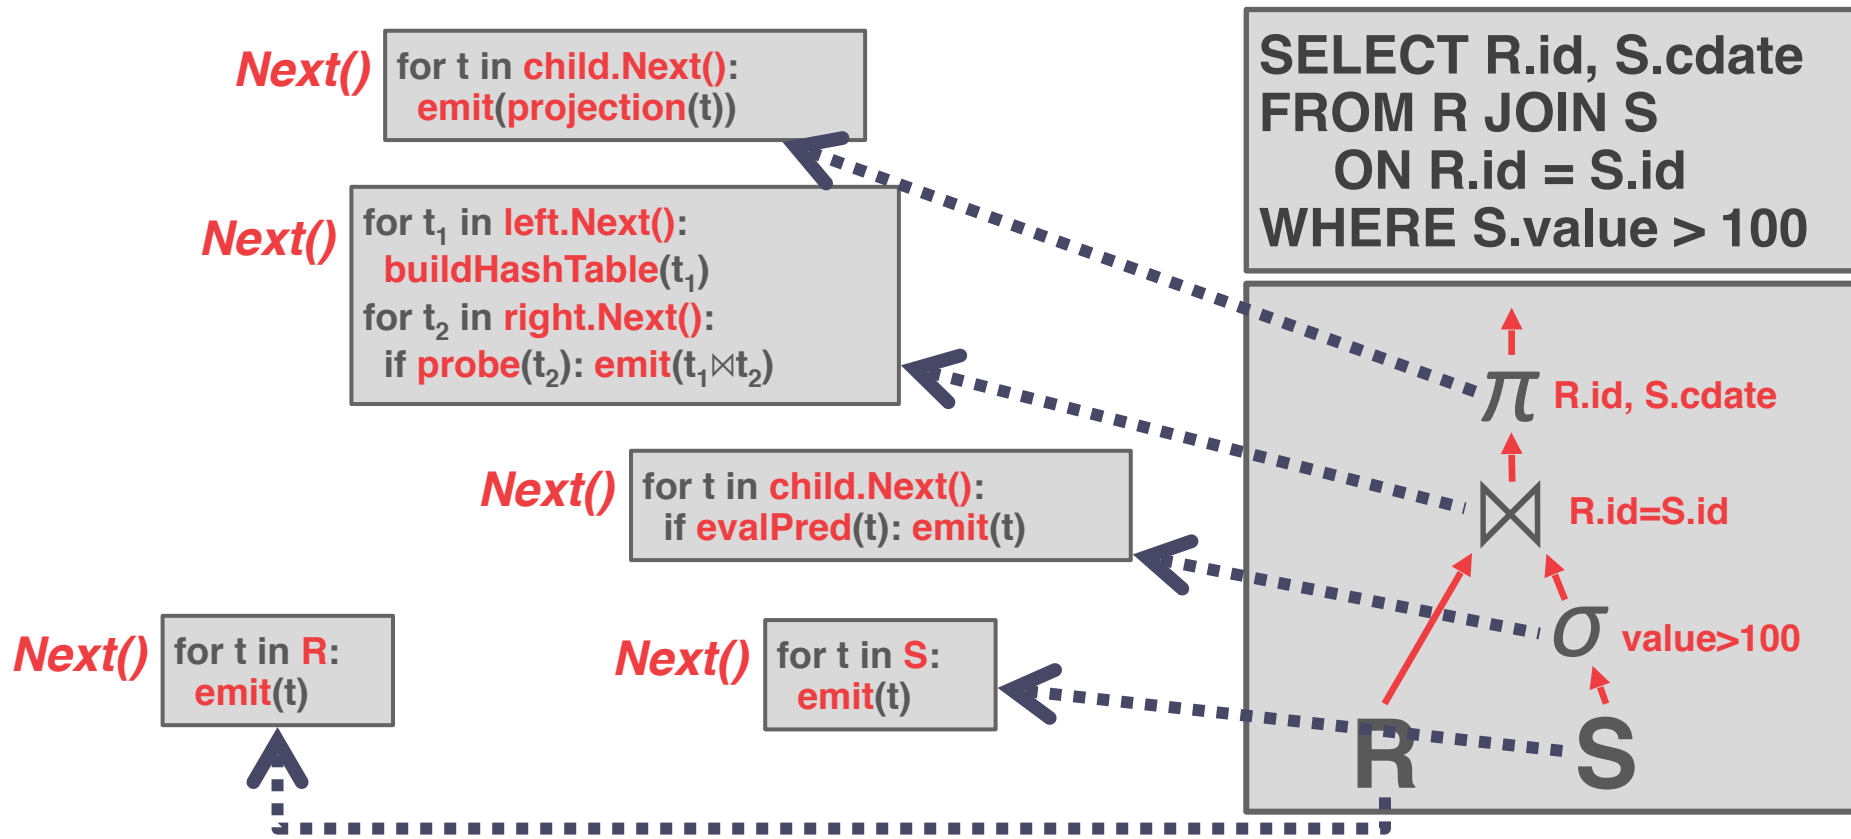 Next()
for t in child.Next():
emit(projection(t))
Next()
for t₁ in left.Next():
buildHashTable(t₁)
for t₂ in right.Next():
if probe(t₂): emit(t₁⋈t₂)
Next()
for t in child.Next():
if evalPred(t): emit(t)
Next()
for t in R:
emit(t)
Next()
for t in S:
emit(t)
SELECT R.id, S.cdate
FROM R JOIN S
ON R.id = S.id
WHERE S.value > 100
π R.id, S.cdate
⋈ R.id=S.id
σ value>100
R S